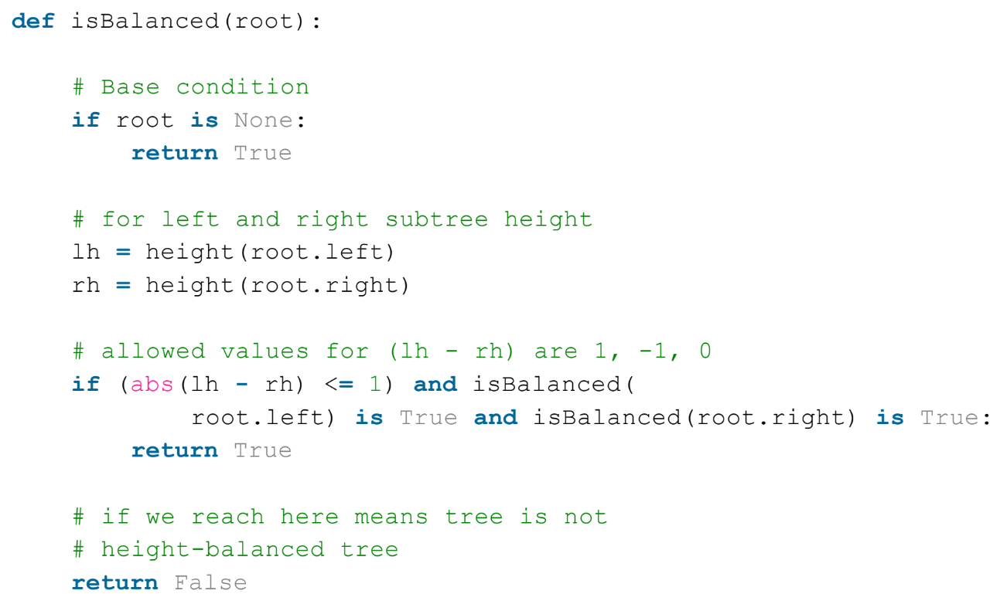 def isBalanced(root):
    # Base condition
    if root is None:
        return True
    # for left and right subtree height
    lh = height(root.left)
    rh = height(root.right)
    # allowed values for (lh - rh) are 1, -1, 0
    if (abs(lh - rh) <= 1) and isBalanced(
            root.left) is True and isBalanced(root.right) is True:
        return True
    # if we reach here means tree is not
    # height-balanced tree
    return False